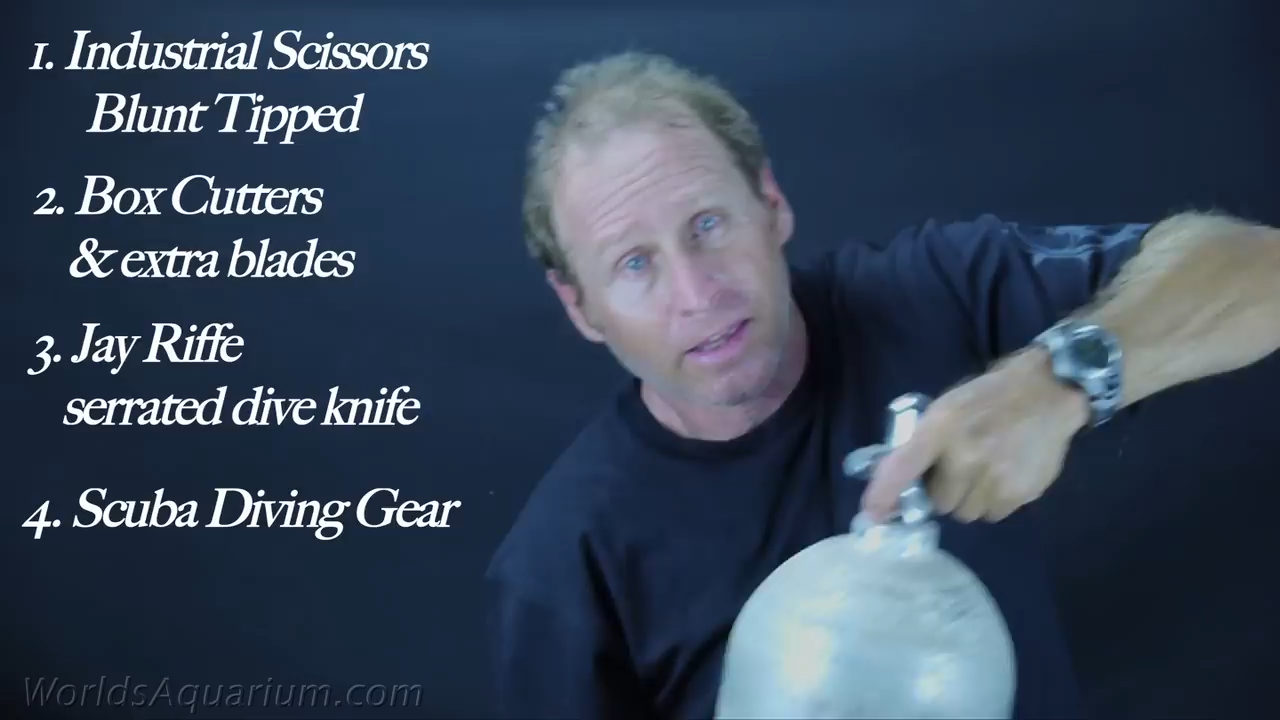 1. Industrial Scissors
Blunt Tipped
2. Box Cutters
& extra blades
3. Jay Riffe
serrated dive knife
4. Scuba Diving Gear
WorldsAquarium.com